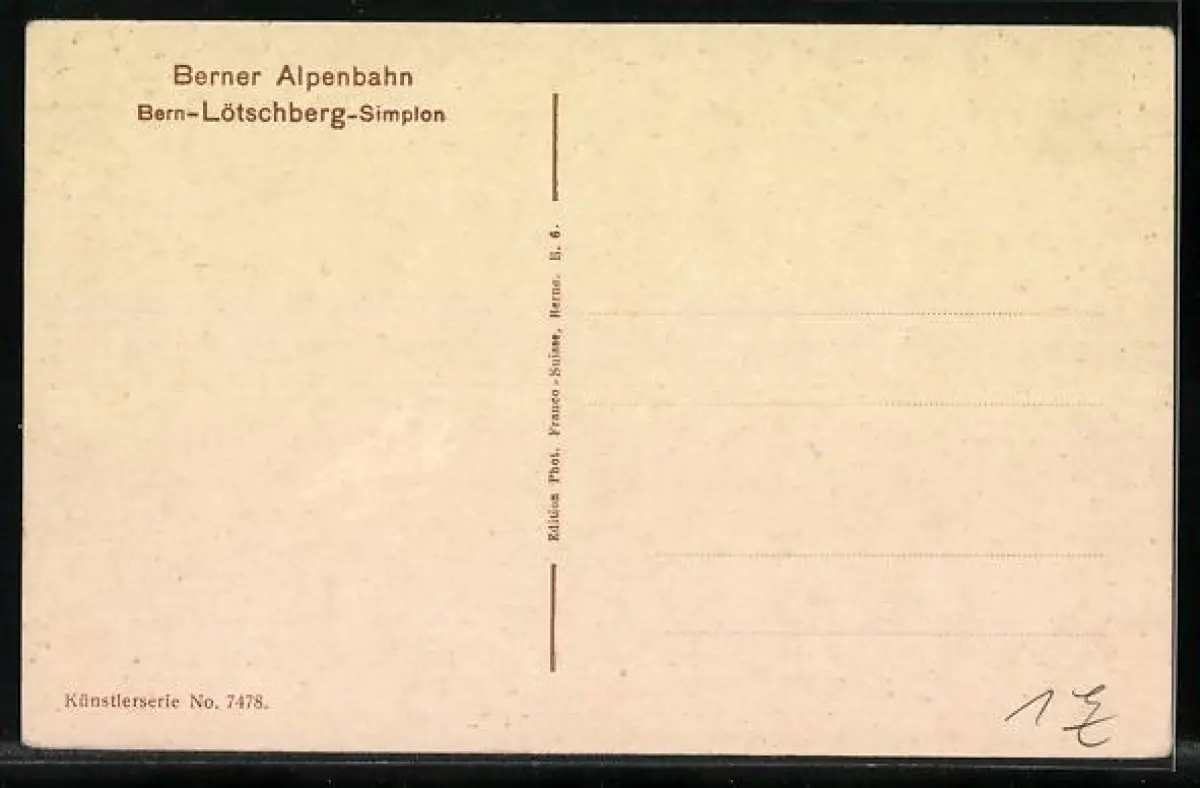 Berner Alpenbahn
Bern-Lötschberg-Simplon
Edition Phot. Franco-Suisse, Berne. E. 6.
Künstlerserie No. 7478.
1